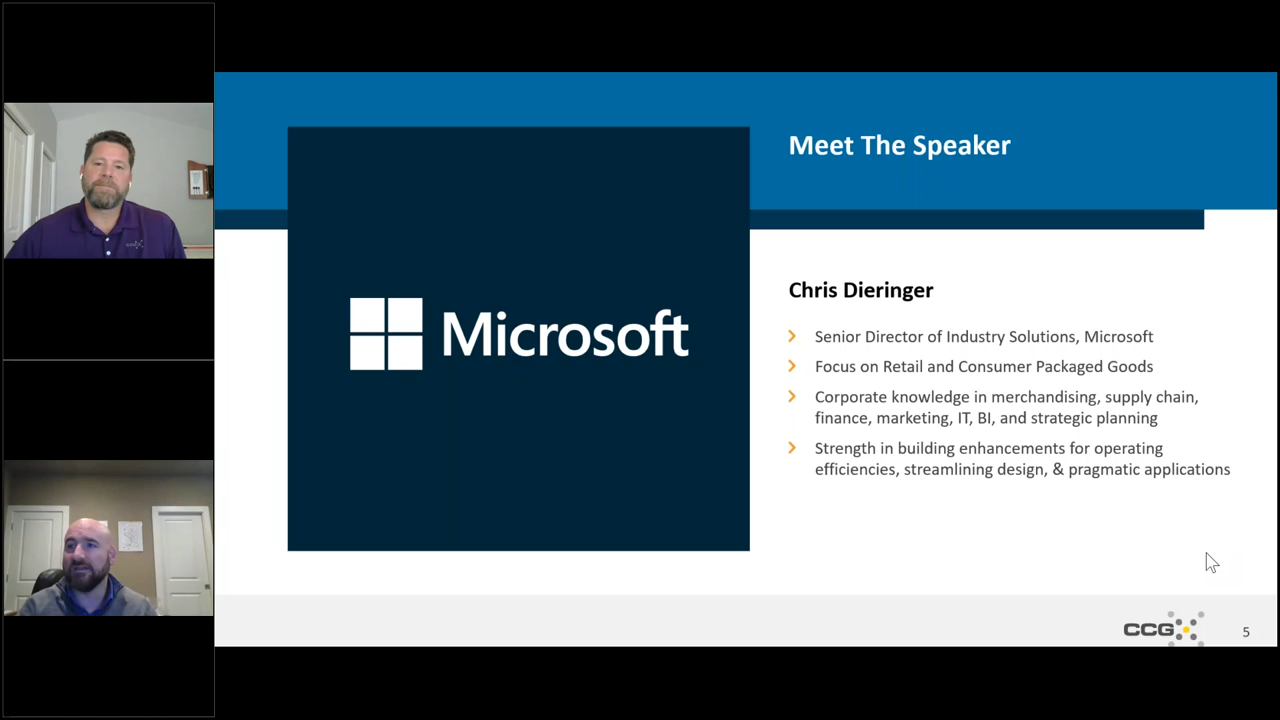 Meet The Speaker
Microsoft
Chris Dieringer
Senior Director of Industry Solutions, Microsoft
Focus on Retail and Consumer Packaged Goods
Corporate knowledge in merchandising, supply chain,
finance, marketing, IT, BI, and strategic planning
Strength in building enhancements for operating
efficiencies, streamlining design, & pragmatic applications
CCG
5
CCG